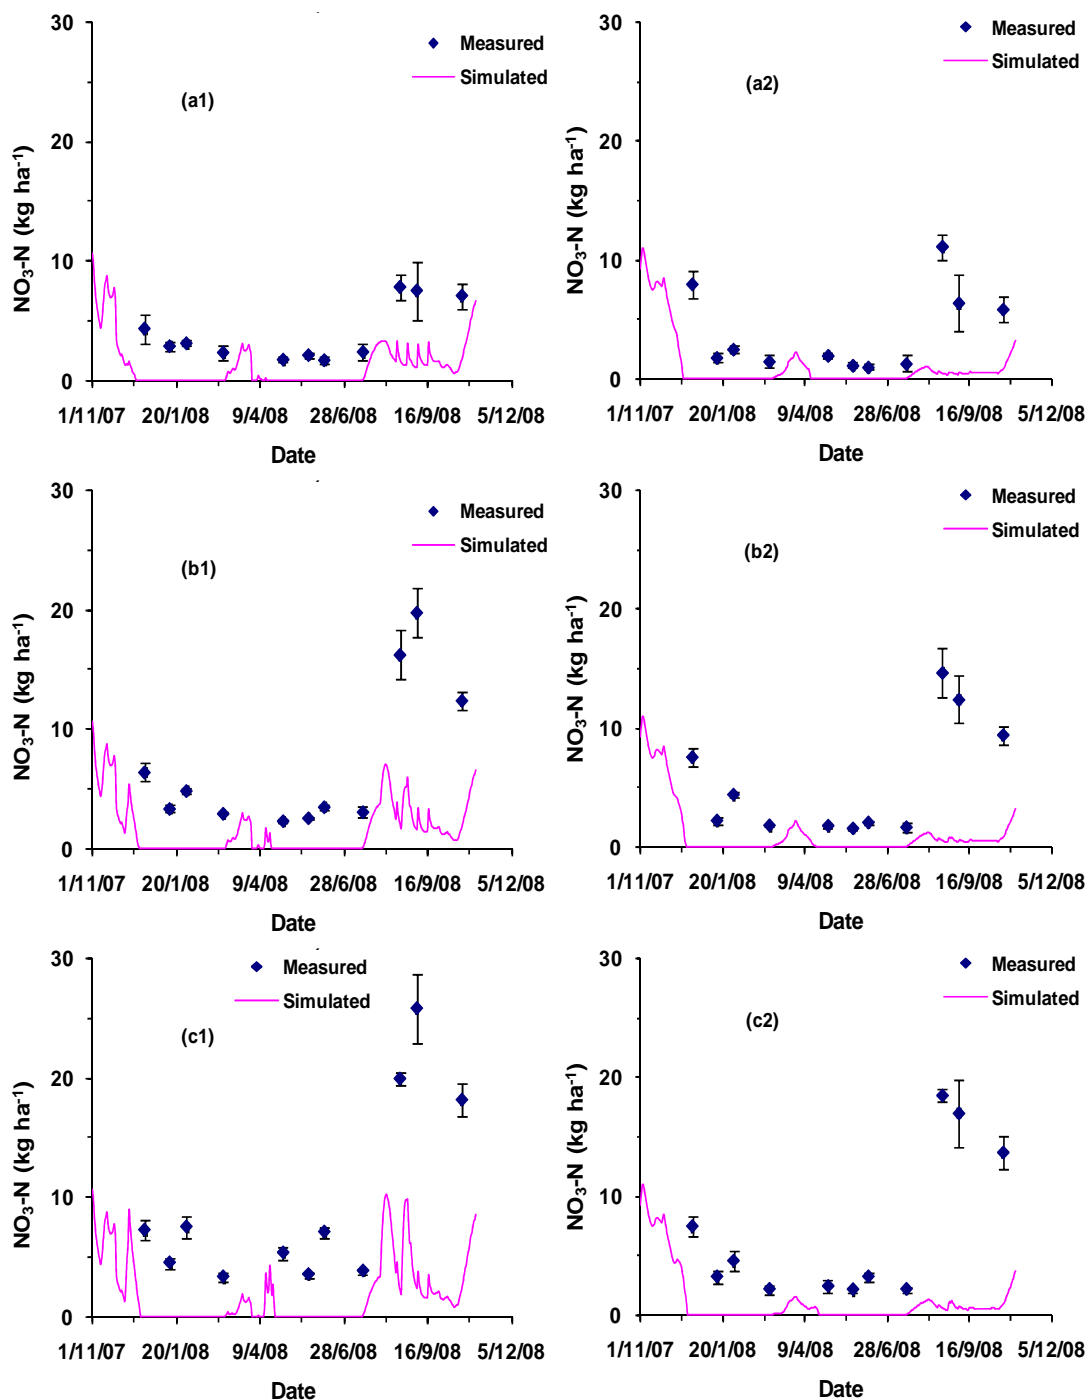 30
Measured
Simulated
(a1)
20
10
0
NO3-N (kg ha-1)
1/11/07 20/1/08 9/4/08 28/6/08 16/9/08 5/12/08
Date
30
Measured
Simulated
(a2)
20
10
0
NO3-N (kg ha-1)
1/11/07 20/1/08 9/4/08 28/6/08 16/9/08 5/12/08
Date
30
Measured
Simulated
(b1)
20
10
0
NO3-N (kg ha-1)
1/11/07 20/1/08 9/4/08 28/6/08 16/9/08 5/12/08
Date
30
Measured
Simulated
(b2)
20
10
0
NO3-N (kg ha-1)
1/11/07 20/1/08 9/4/08 28/6/08 16/9/08 5/12/08
Date
30
Measured
Simulated
(c1)
20
10
0
NO3-N (kg ha-1)
1/11/07 20/1/08 9/4/08 28/6/08 16/9/08 5/12/08
Date
30
Measured
Simulated
(c2)
20
10
0
NO3-N (kg ha-1)
1/11/07 20/1/08 9/4/08 28/6/08 16/9/08 5/12/08
Date